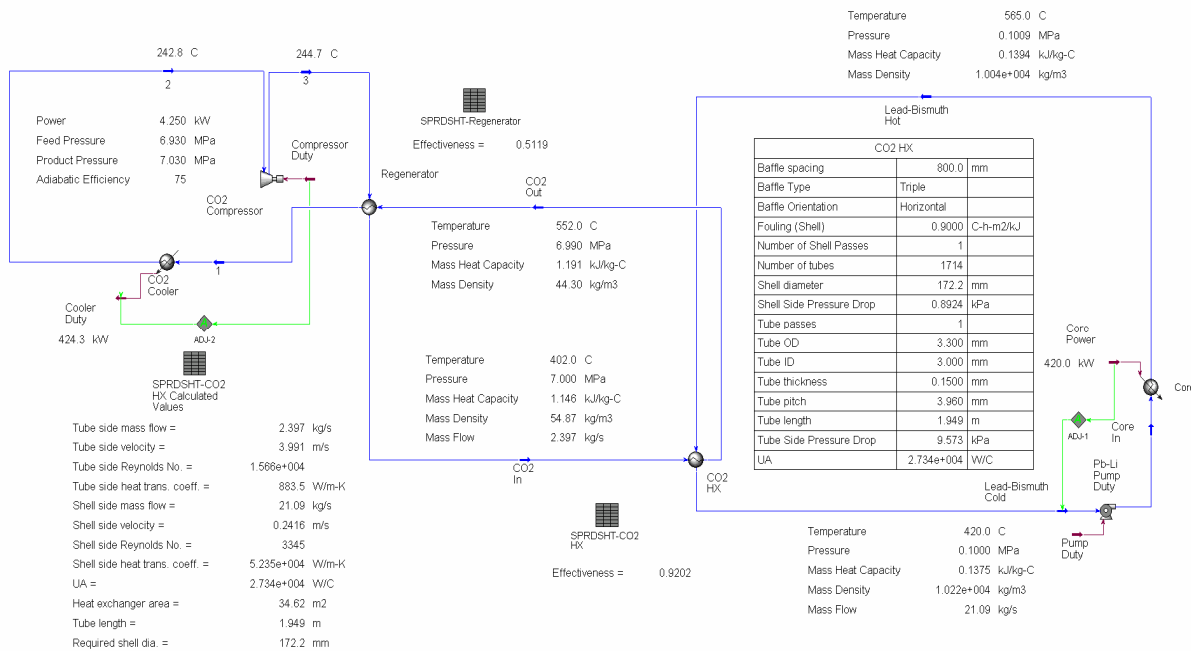 Temperature 565.0 C
Pressure 0.1009 MPa
Mass Heat Capacity 0.1394 kJ/kg-C
Mass Density 1.004e+004 kg/m3
242.8 C
2
244.7 C
3
Power 4.250 kW
Feed Pressure 6.930 MPa
Product Pressure 7.030 MPa
Adiabatic Efficiency 75
Compressor
Duty
CO2
Compressor
SPRDSHT-Regenerator
Effectiveness = 0.5119
Regenerator
CO2
Out
Temperature 552.0 C
Pressure 6.990 MPa
Mass Heat Capacity 1.191 kJ/kg-C
Mass Density 44.30 kg/m3
Lead-Bismuth
Hot
CO2 HX
Baffle spacing 800.0 mm
Baffle Type Triple
Baffle Orientation Horizontal
Fouling (Shell) 0.9000 C-h-m2/kJ
Number of Shell Passes 1
Number of tubes 1714
Shell diameter 172.2 mm
Shell Side Pressure Drop 0.8924 kPa
Tube passes 1
Tube OD 3.300 mm
Tube ID 3.000 mm
Tube thickness 0.1500 mm
Tube pitch 3.960 mm
Tube length 1.949 m
Tube Side Pressure Drop 9.573 kPa
UA 2.734e+004 W/C
1
CO2
Cooler
Cooler
Duty
424.3 kW
ADJ-2
SPRDSHT-CO2
HX Calculated
Values
Tube side mass flow = 2.397 kg/s
Tube side velocity = 3.991 m/s
Tube side Reynolds No. = 1.566e+004
Tube side heat trans. coeff. = 883.5 W/m-K
Shell side mass flow = 21.09 kg/s
Shell side velocity = 0.2416 m/s
Shell side Reynolds No. = 3345
Shell side heat trans. coeff. = 5.235e+004 W/m-K
UA = 2.734e+004 W/C
Heat exchanger area = 34.62 m2
Tube length = 1.949 m
Required shell dia. = 172.2 mm
Temperature 402.0 C
Pressure 7.000 MPa
Mass Heat Capacity 1.146 kJ/kg-C
Mass Density 54.87 kg/m3
Mass Flow 2.397 kg/s
CO2
In
CO2
HX
SPRDSHT-CO2
HX
Effectiveness = 0.9202
Core
Power
420.0 kW
Core
ADJ-1
Core
In
Pb-Li
Pump
Duty
Lead-Bismuth
Cold
Pump
Duty
Temperature 420.0 C
Pressure 0.1000 MPa
Mass Heat Capacity 0.1375 kJ/kg-C
Mass Density 1.022e+004 kg/m3
Mass Flow 21.09 kg/s